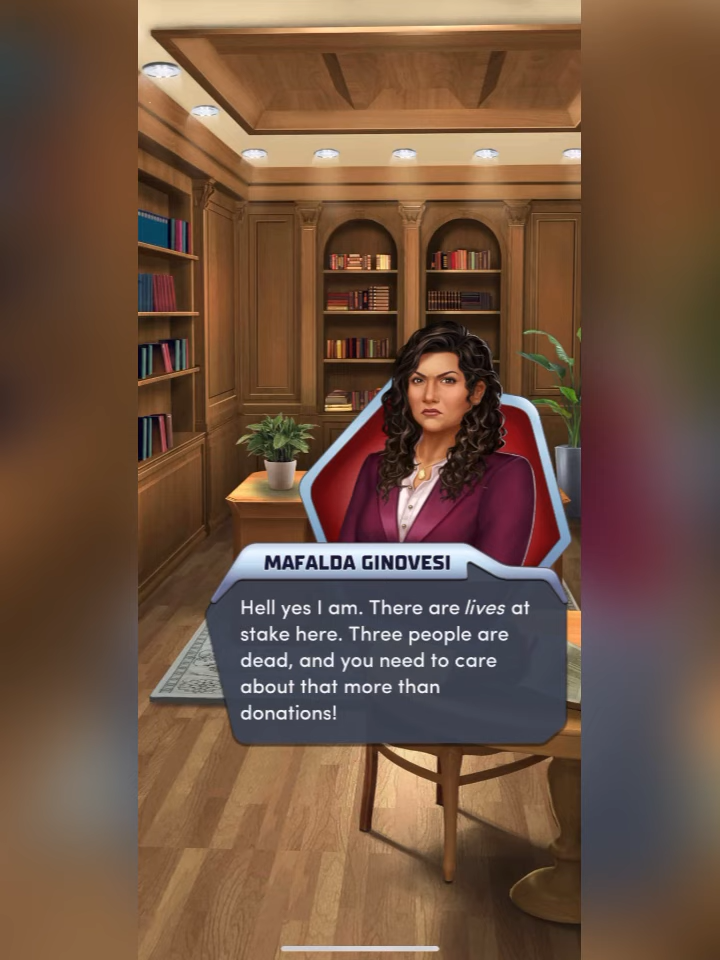 MAFALDA GINOVESI
Hell yes I am. There are lives at
stake here. Three people are
dead, and you need to care
about that more than
donations!